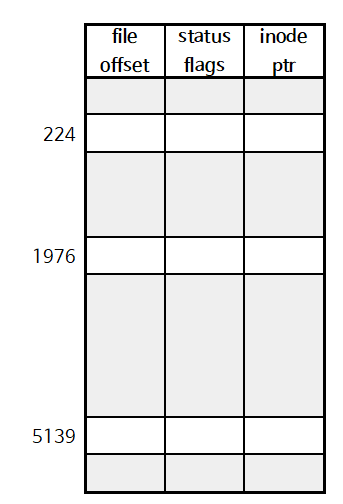 file status inode
offset flags ptr
224
1976
5139